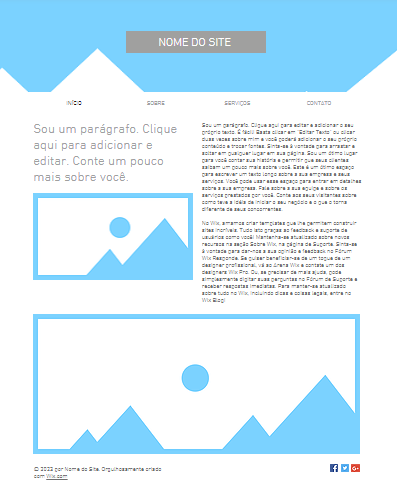 NOME DO SITE
INÍCIO
SOBRE
SERVIÇOS
CONTATO
Sou um parágrafo. Clique
aqui para adicionar e
editar. Conte um pouco
mais sobre você.
Sou um parágrafo. Clique aqui para editar e adicionar o seu
próprio texto. É fácil! Basta clicar em "Editar Texto" ou clicar
duas vezes sobre mim e você poderá adicionar o seu próprio
conteúdo e trocar fontes. Sinta-se à vontade para arrastar e
soltar em qualquer lugar em sua página. Sou um ótimo lugar
para você contar sua história e permitir que seus clientes
saibam um pouco mais sobre você. Este é um ótimo espaço
para escrever um texto longo sobre a sua empresa e seus
serviços. Você pode usar esse espaço para entrar em detalhes
sobre a sua empresa. Fale sobre a sua equipe e sobre os
serviços prestados por você. Conte aos seus visitantes sobre
como teve a idéia de iniciar o seu negócio e o que o torna
diferente de seus concorrentes.
No Wix, amamos criar templates que lhe permitem construir
sites incríveis. Tudo isto graças ao feedback e suporte de
usuários como você! Mantenha-se atualizado sobre novos
recursos na seção Sobre Wix, na página de Suporte. Sinta-se
à vontade para dar-nos a sua opinião e feedback no Fórum
Wix Responde. Se quiser beneficiar-se de um toque de um
designer profissional, vá ao Arena Wix e contate um dos
designers Wix Pro. Ou, se precisar de mais ajuda, pode
simplesmente digitar suas perguntas no Fórum de Suporte e
receber respostas imediatas. Para manter-se atualizado
sobre tudo no Wix, incluindo dicas e coisas legais, entre no
Wix Blog!
© 2023 por Nome do Site. Orgulhosamente criado
com Wix.com